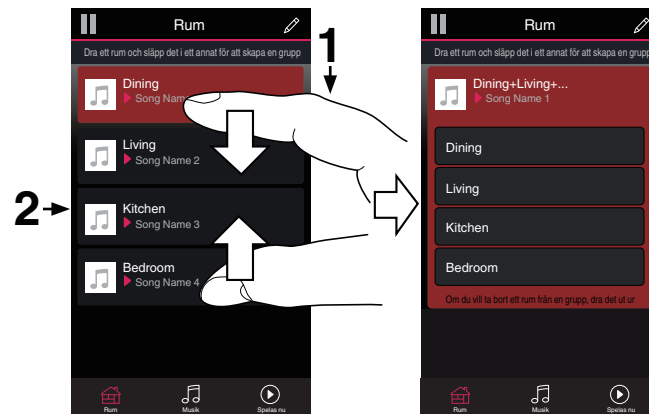 Rum
Dra ett rum och släpp det i ett annat för att skapa en grupp
Dining
Song Nam
Living
Song Name 2
Kitchen
Song Name 3
Bedroom
Song Name 4
Rum
Musik
Spelas nu
1
2
Rum
Dra ett rum och släpp det i ett annat för att skapa en grupp
Dining+Living+...
Song Name 1
Dining
Living
Kitchen
Bedroom
Om du vill ta bort ett rum från en grupp, dra det ut ur
Rum
Musik
Spelas nu